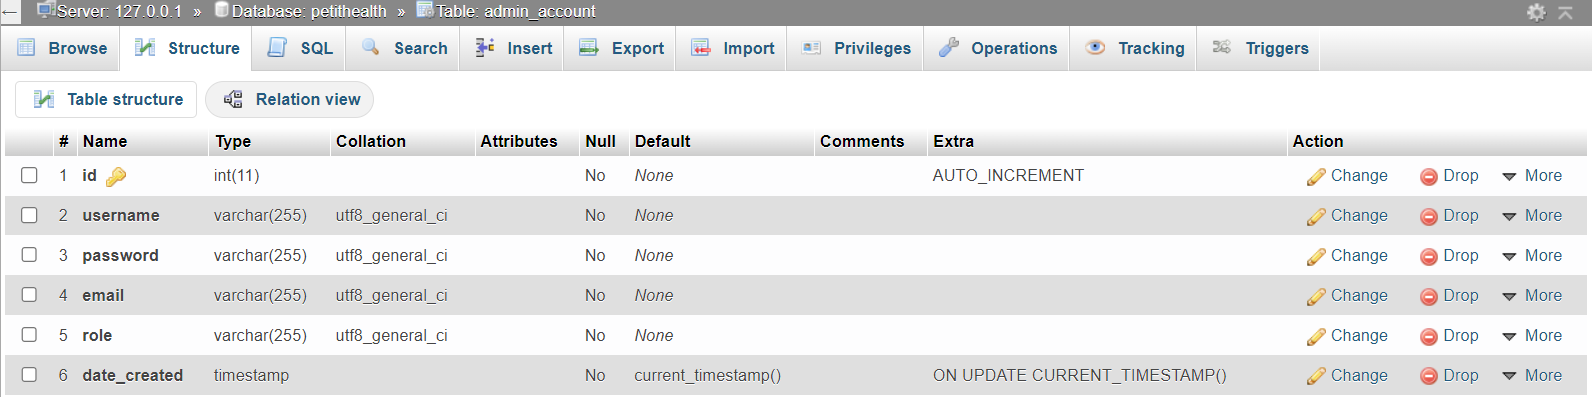 ← Server: 127.0.0.1 » Database: petithealth » Table: admin_account
Browse Structure SQL Search Insert Export Import Privileges Operations Tracking Triggers
Table structure Relation view
# Name Type Collation Attributes Null Default Comments Extra Action
1 id int(11) No None AUTO_INCREMENT Change Drop More
2 username varchar(255) utf8_general_ci No None Change Drop More
3 password varchar(255) utf8_general_ci No None Change Drop More
4 email varchar(255) utf8_general_ci No None Change Drop More
5 role varchar(255) utf8_general_ci No None Change Drop More
6 date_created timestamp No current_timestamp() ON UPDATE CURRENT_TIMESTAMP() Change Drop More